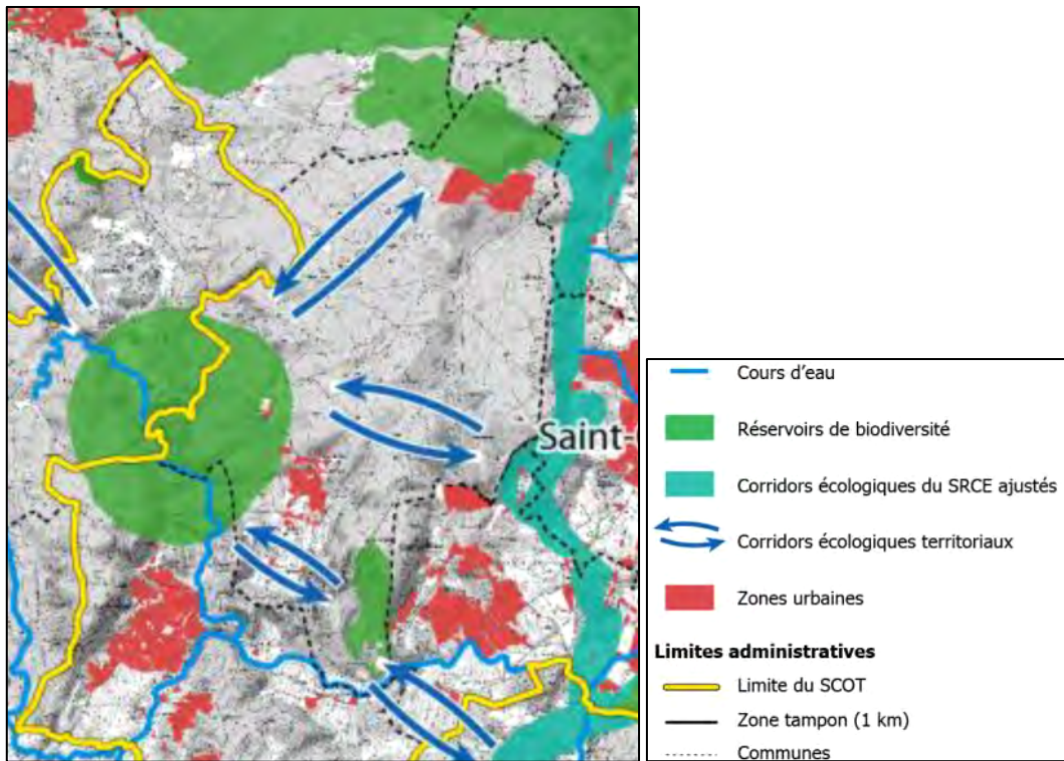 Saint-
Cours d'eau
Réservoirs de biodiversité
Corridors écologiques du SRCE ajustés
Corridors écologiques territoriaux
Zones urbaines
Limites administratives
Limite du SCOT
Zone tampon (1 km)
Communes